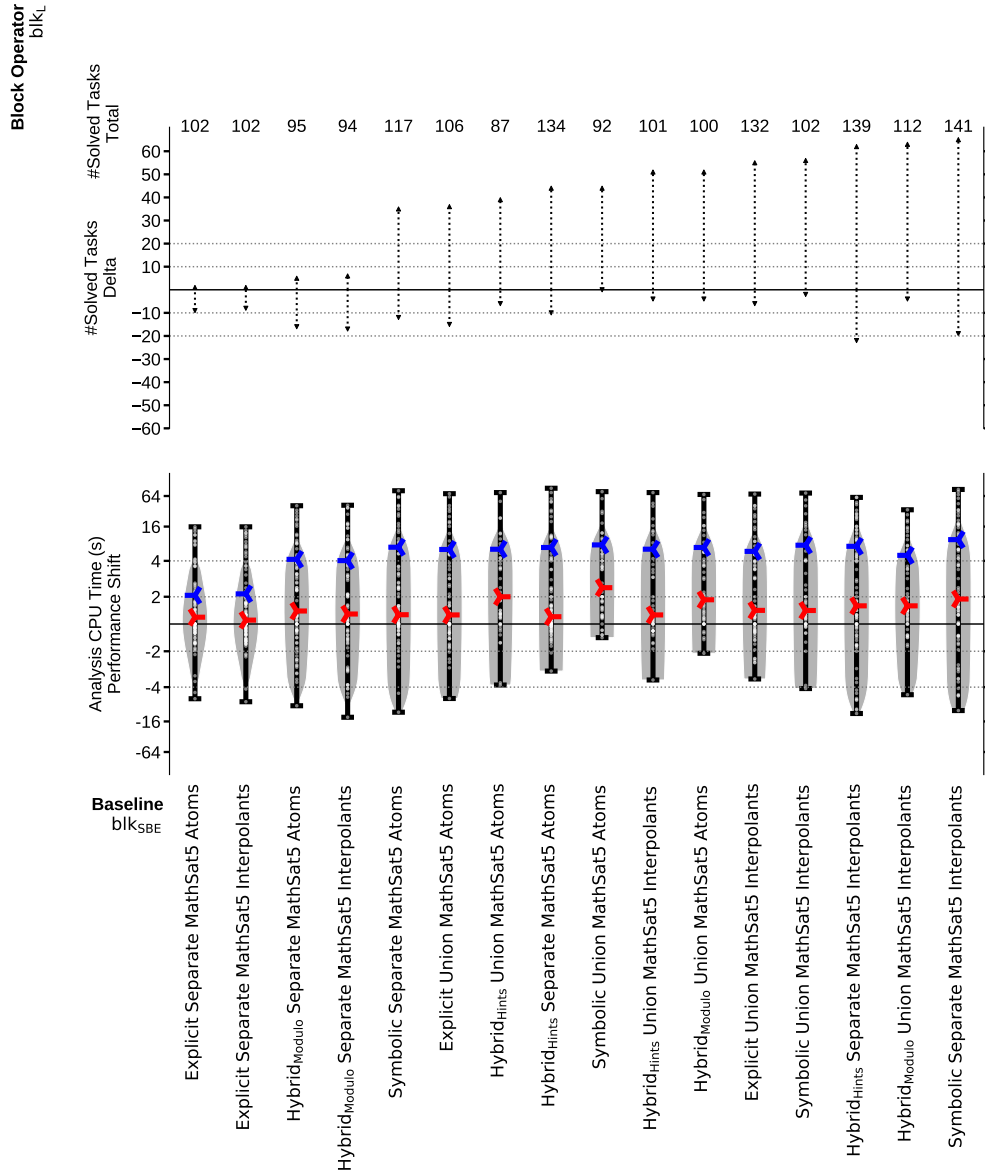 Block Operator
blkL
#Solved Tasks
Total
102 102 95 94 117 106 87 134 92 101 100 132 102 139 112 141
#Solved Tasks
Delta
60
50
40
30
20
10
−10
−20
−30
−40
−50
−60
Analysis CPU Time (s)
Performance Shift
64
16
4
2
-2
-4
-16
-64
Baseline
blkSBE
Explicit Separate MathSat5 Atoms
Explicit Separate MathSat5 Interpolants
HybridModulo Separate MathSat5 Atoms
HybridModulo Separate MathSat5 Interpolants
Symbolic Separate MathSat5 Atoms
Explicit Union MathSat5 Atoms
HybridHints Union MathSat5 Atoms
HybridHints Separate MathSat5 Atoms
Symbolic Union MathSat5 Atoms
HybridHints Union MathSat5 Interpolants
HybridModulo Union MathSat5 Atoms
Explicit Union MathSat5 Interpolants
Symbolic Union MathSat5 Interpolants
HybridHints Separate MathSat5 Interpolants
HybridModulo Union MathSat5 Interpolants
Symbolic Separate MathSat5 Interpolants